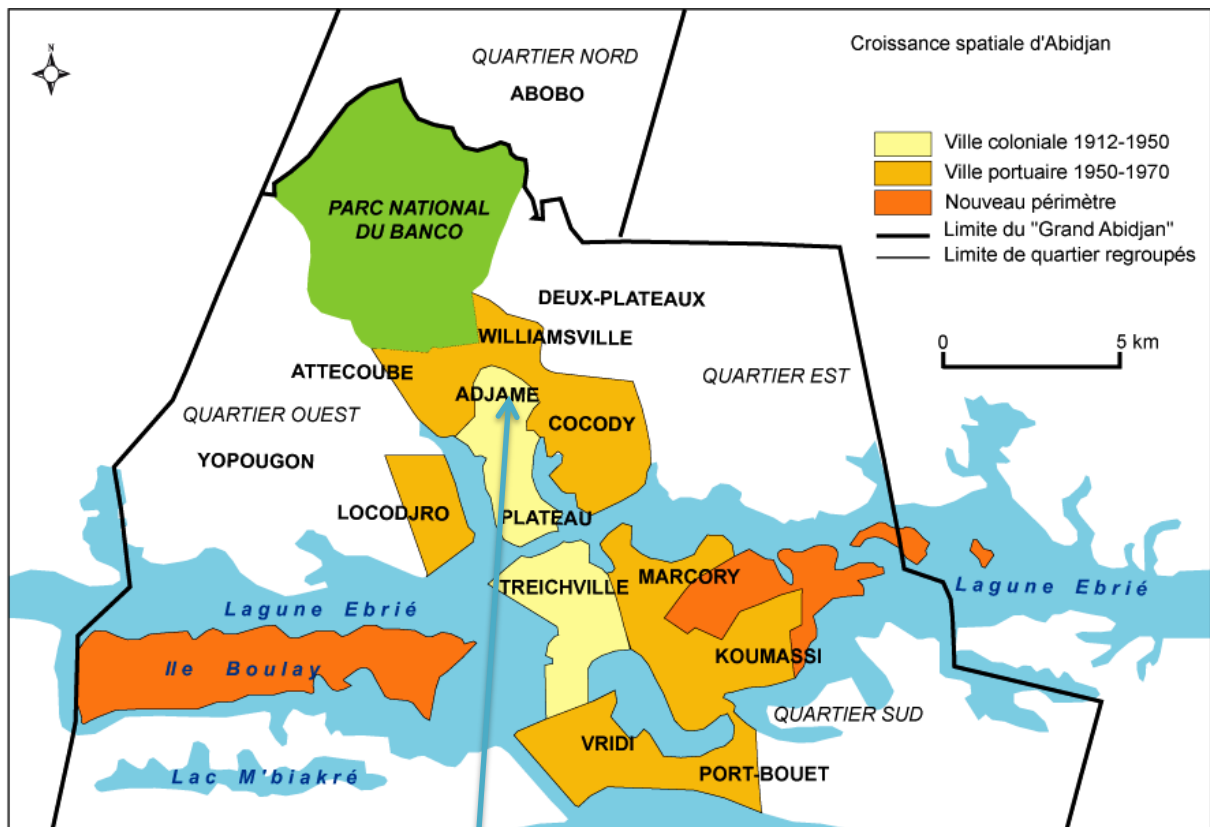 N
Croissance spatiale d'Abidjan
QUARTIER NORD
ABOBO
Ville coloniale 1912-1950
Ville portuaire 1950-1970
Nouveau périmètre
Limite du "Grand Abidjan"
Limite de quartier regroupés
PARC NATIONAL
DU BANCO
DEUX-PLATEAUX
WILLIAMSVILLE
0 5 km
ATTECOUBE
QUARTIER EST
ADJAME
QUARTIER OUEST
COCODY
YOPOUGON
LOCODJRO
PLATEAU
TREICHVILLE
MARCORY
Lagune Ebrié
Lagune Ebrié
Ile Boulay
KOUMASSI
QUARTIER SUD
VRIDI
Lac M'biakré
PORT-BOUET